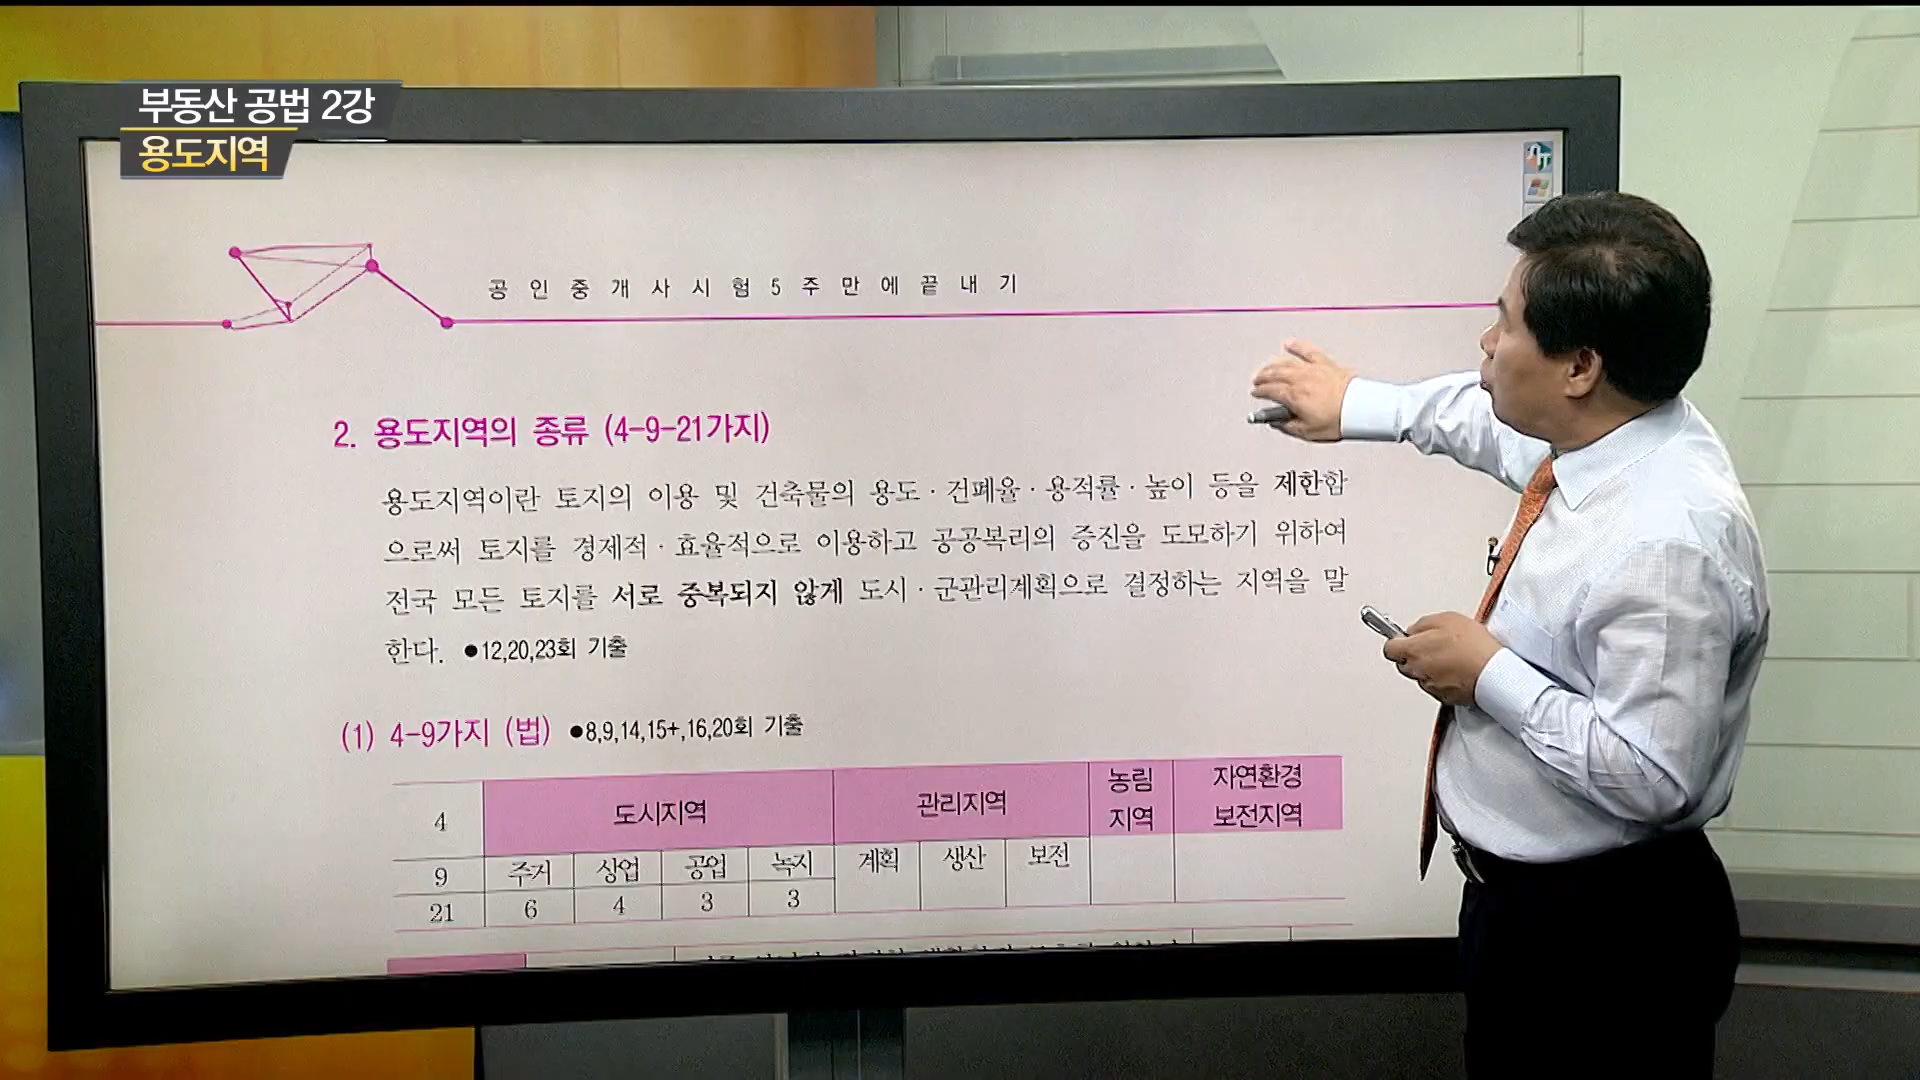 부동산 공법 2강
용도지역
공인중개사시험5주만에끝내기
2. 용도지역의 종류 (4-9-21가지)
용도지역이란 토지의 이용 및 건축물의 용도·건폐율·용적률·높이 등을 제한함
으로써 토지를 경제적·효율적으로 이용하고 공공복리의 증진을 도모하기 위하여
전국 모든 토지를 서로 중복되지 않게 도시·군관리계획으로 결정하는 지역을 말
한다. ●12,20,23회 기출
(1) 4-9가지 (법) ●8,9,14,15+,16,20회 기출
4 도시지역 관리지역 농림지역 자연환경보전지역
9 주거 상업 공업 녹지 계획 생산 보전
21 6 4 3 3